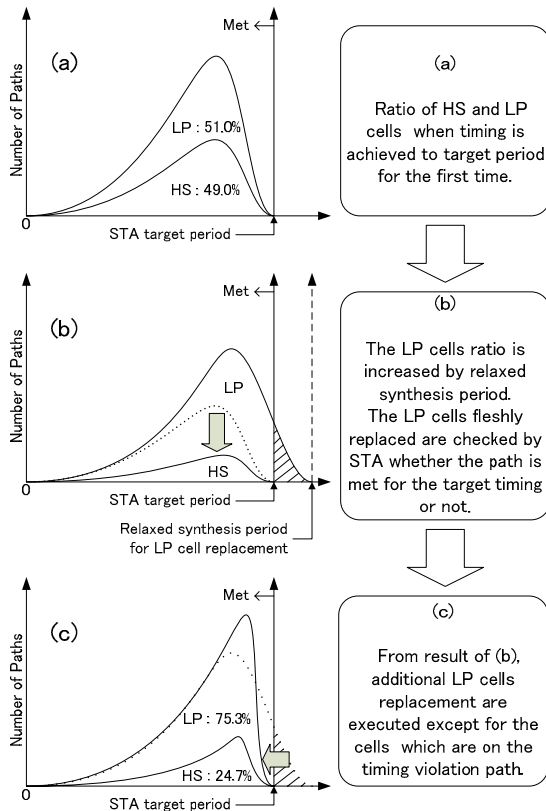 Number of Paths
(a)
Met
LP : 51.0%
HS : 49.0%
0
STA target period
(a)
Ratio of HS and LP
cells when timing is
achieved to target period
for the first time.
Number of Paths
(b)
Met
LP
HS
0
STA target period
Relaxed synthesis period
for LP cell replacement
(b)
The LP cells ratio is
increased by relaxed
synthesis period.
The LP cells fleshly
replaced are checked by
STA whether the path is
met for the target timing
or not.
Number of Paths
(c)
Met
LP : 75.3%
HS : 24.7%
0
STA target period
(c)
From result of (b),
additional LP cells
replacement are
executed except for the
cells which are on the
timing violation path.